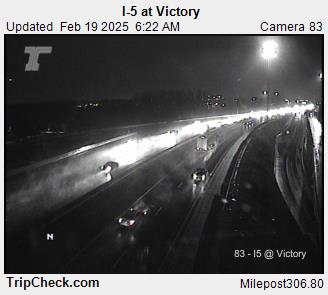 I-5 at Victory
Updated  Feb 19 2025  6:22 AM
Camera 83
T
N
83 - I5 @ Victory
TripCheck.com
Milepost306.80